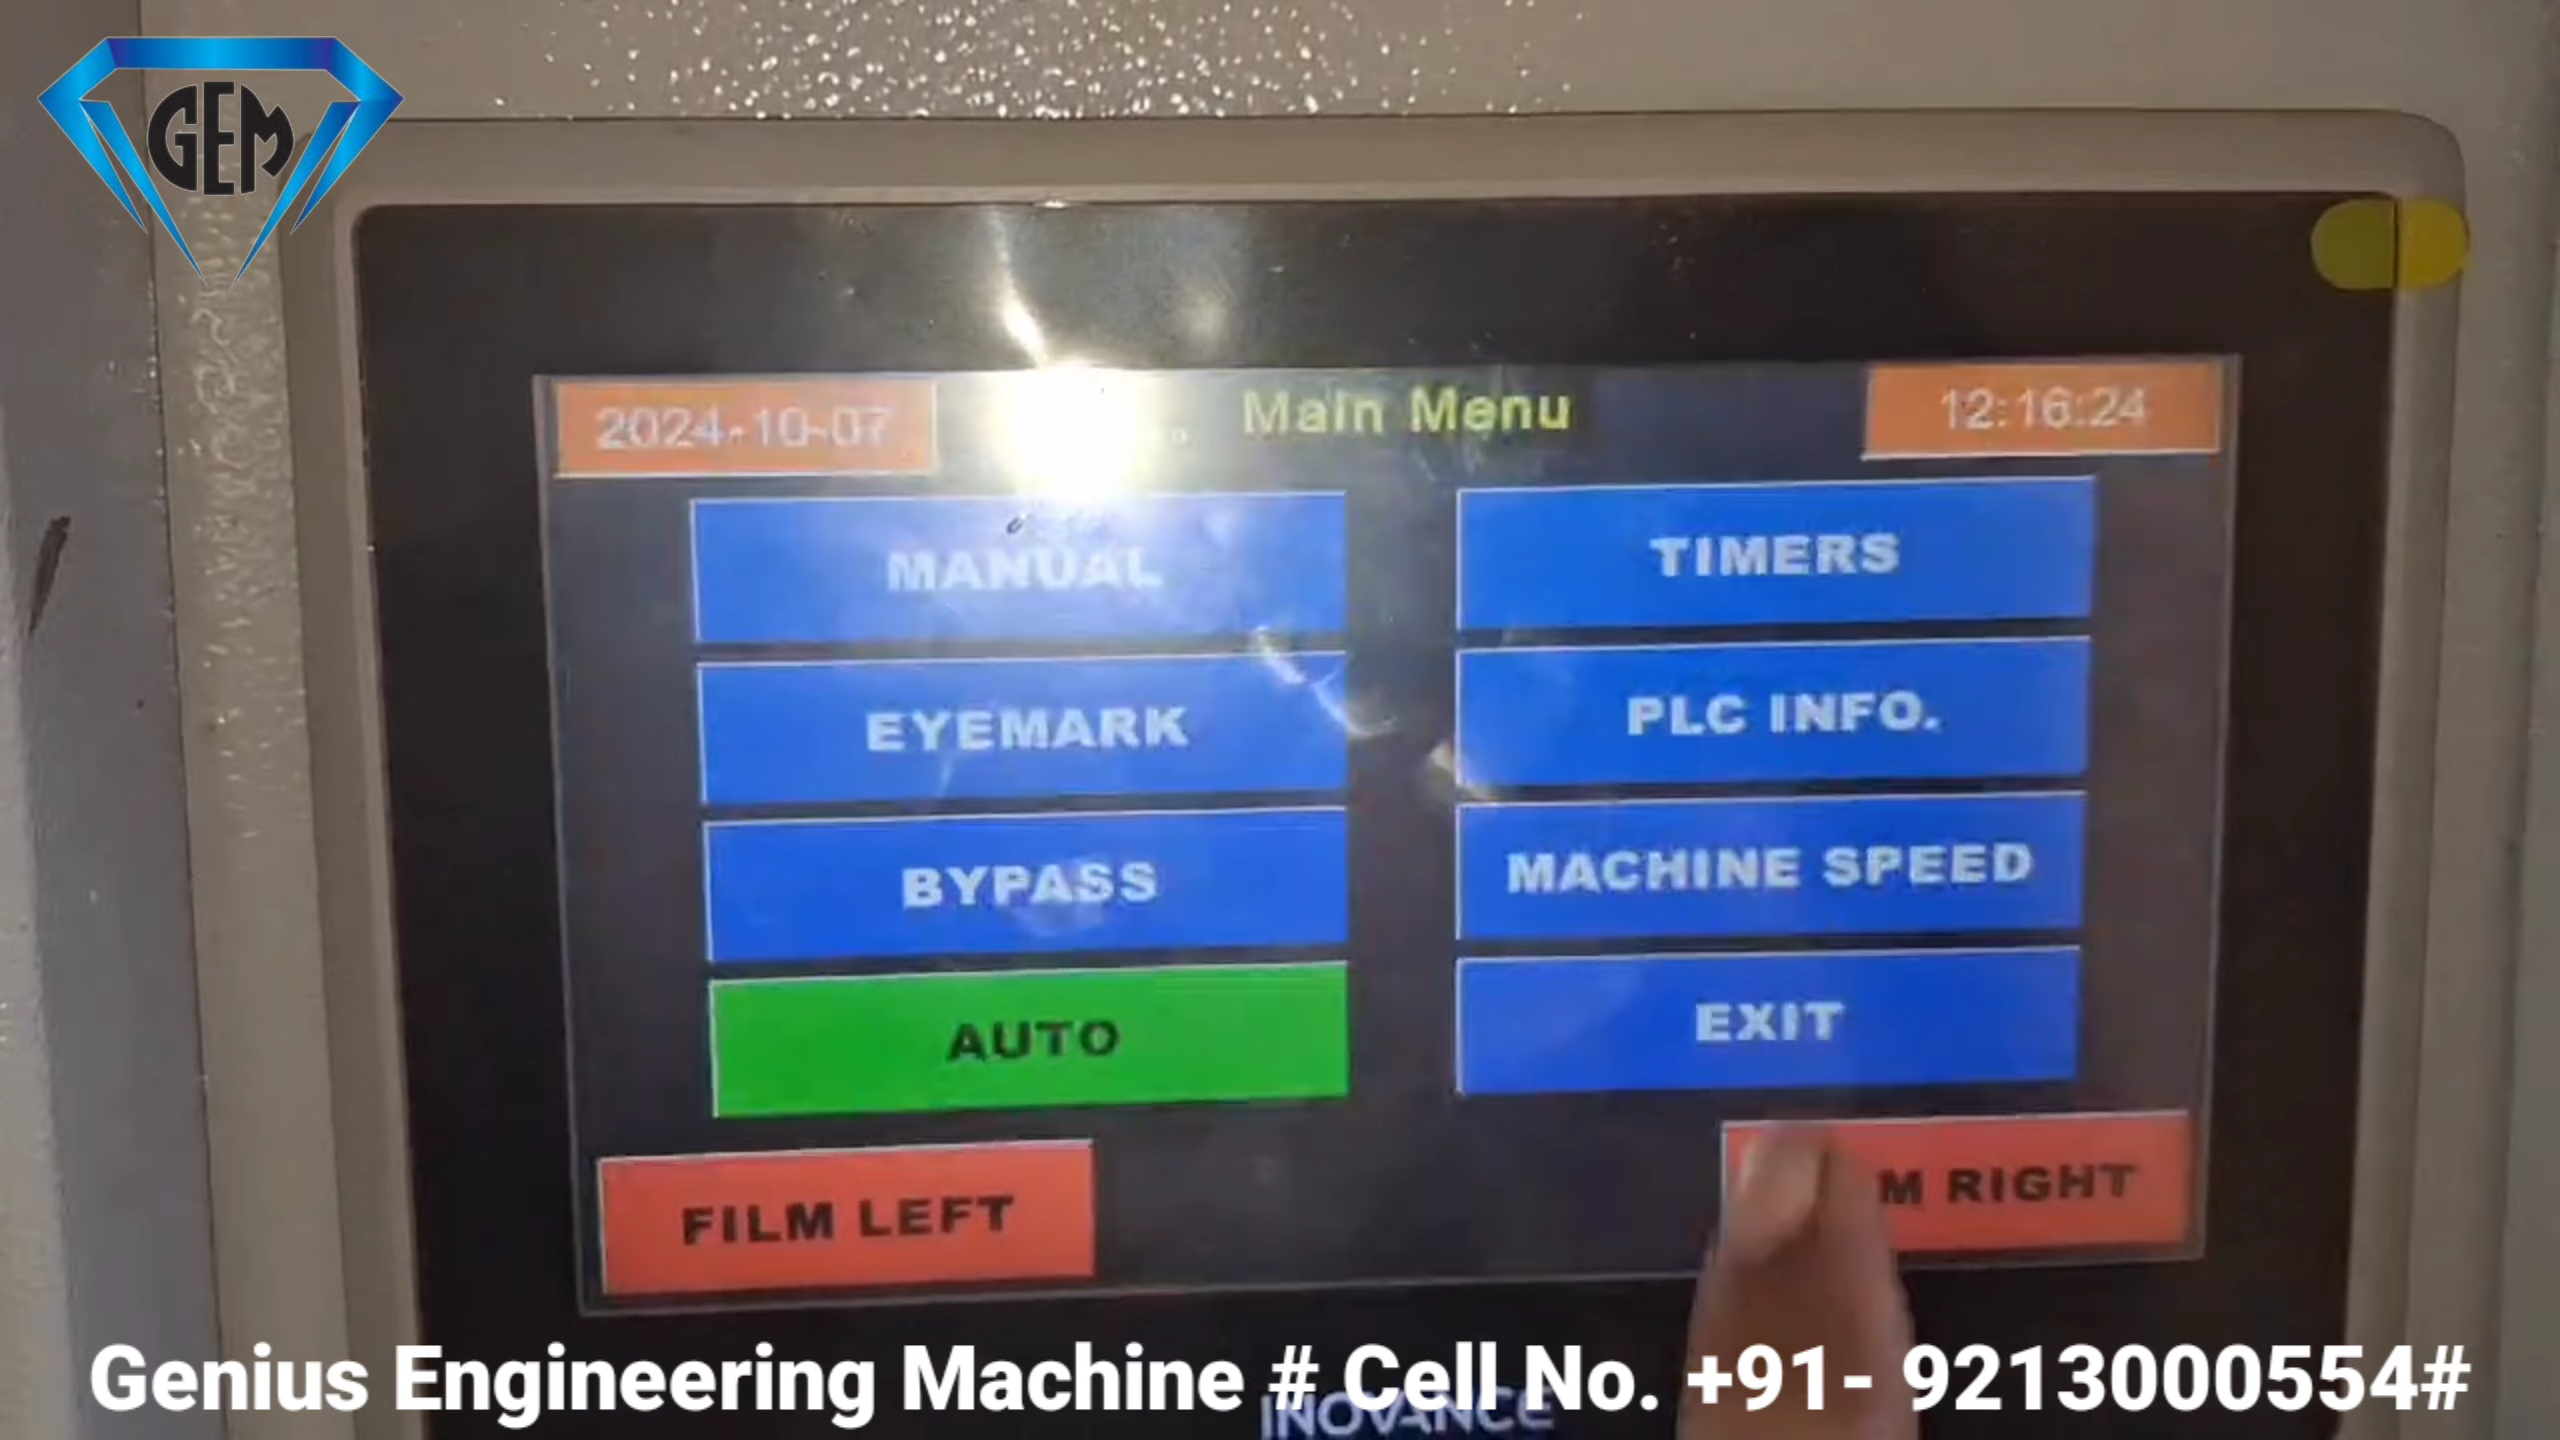 GEM
2024-10-07
Main Menu
12:16:24
MANUAL
TIMERS
EYEMARK
PLC INFO.
BYPASS
MACHINE SPEED
AUTO
EXIT
FILM LEFT
M RIGHT
Genius Engineering Machine # Cell No. +91- 9213000554#
INOVANCE